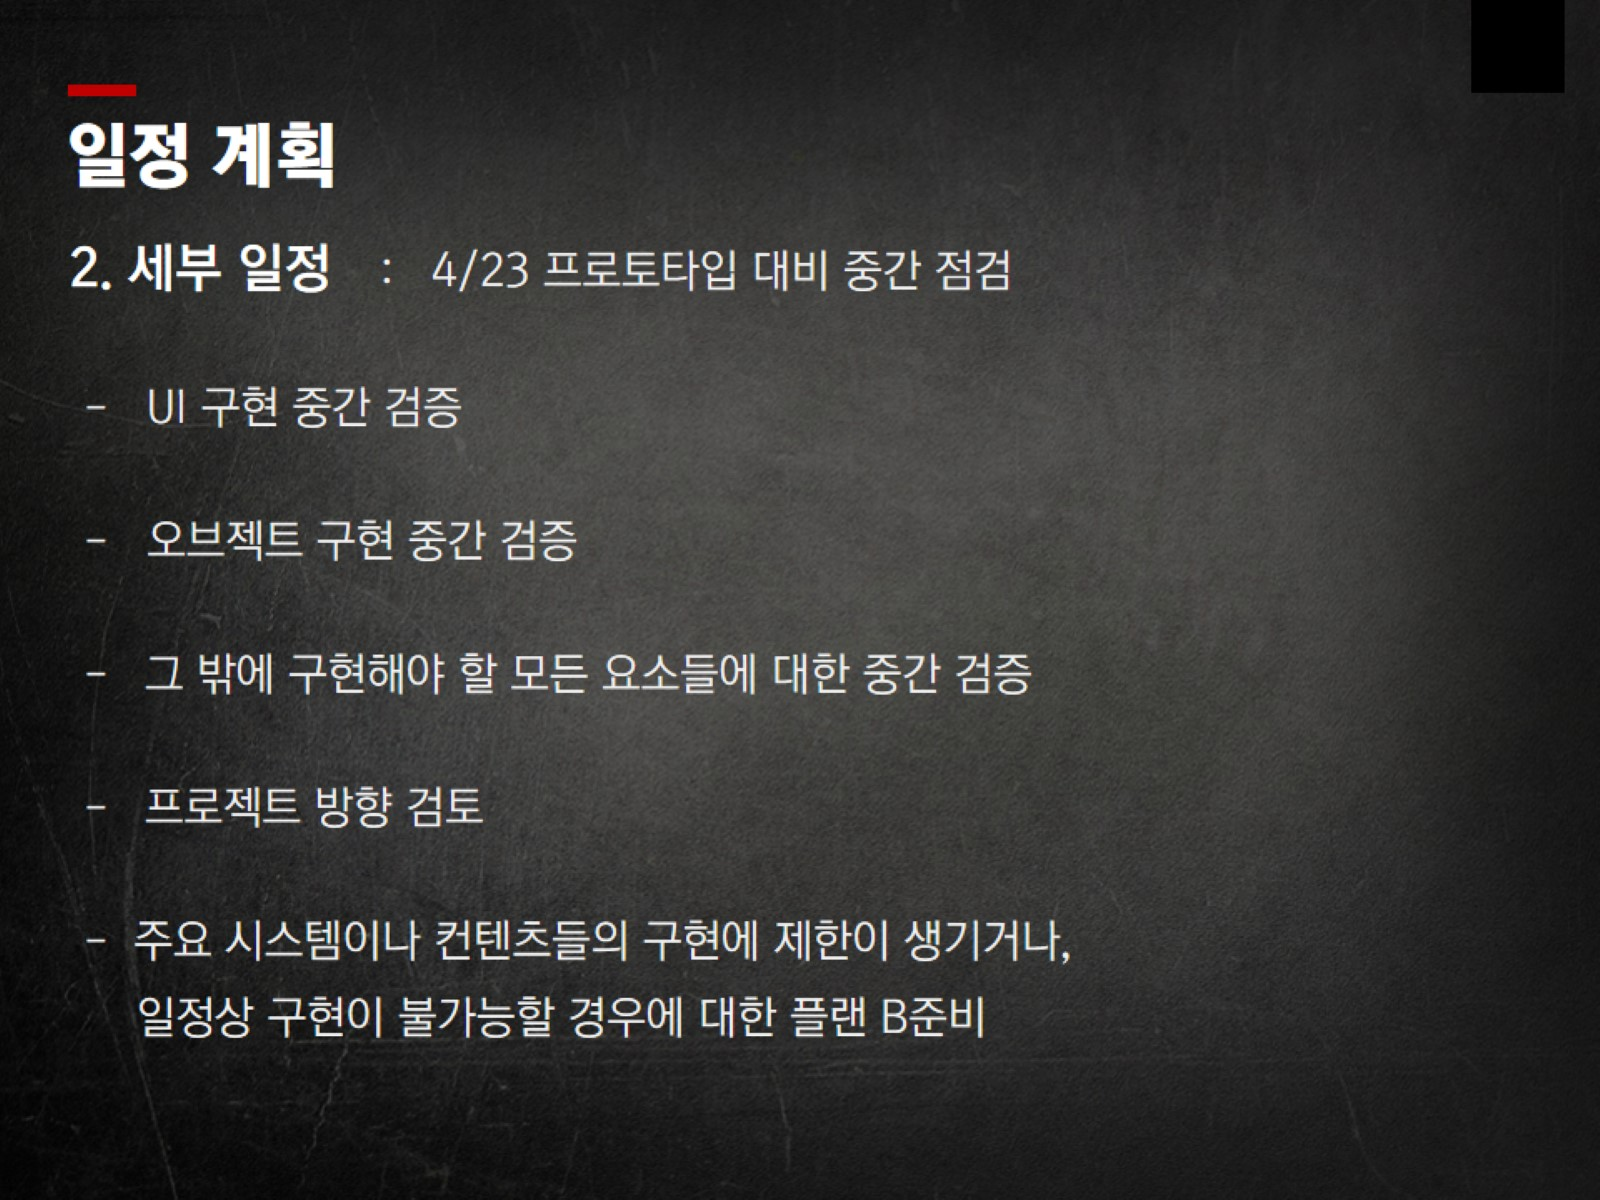 일정 계획
2. 세부 일정 : 4/23 프로토타입 대비 중간 점검
- UI 구현 중간 검증
- 오브젝트 구현 중간 검증
- 그 밖에 구현해야 할 모든 요소들에 대한 중간 검증
- 프로젝트 방향 검토
- 주요 시스템이나 컨텐츠들의 구현에 제한이 생기거나,
일정상 구현이 불가능할 경우에 대한 플랜 B준비